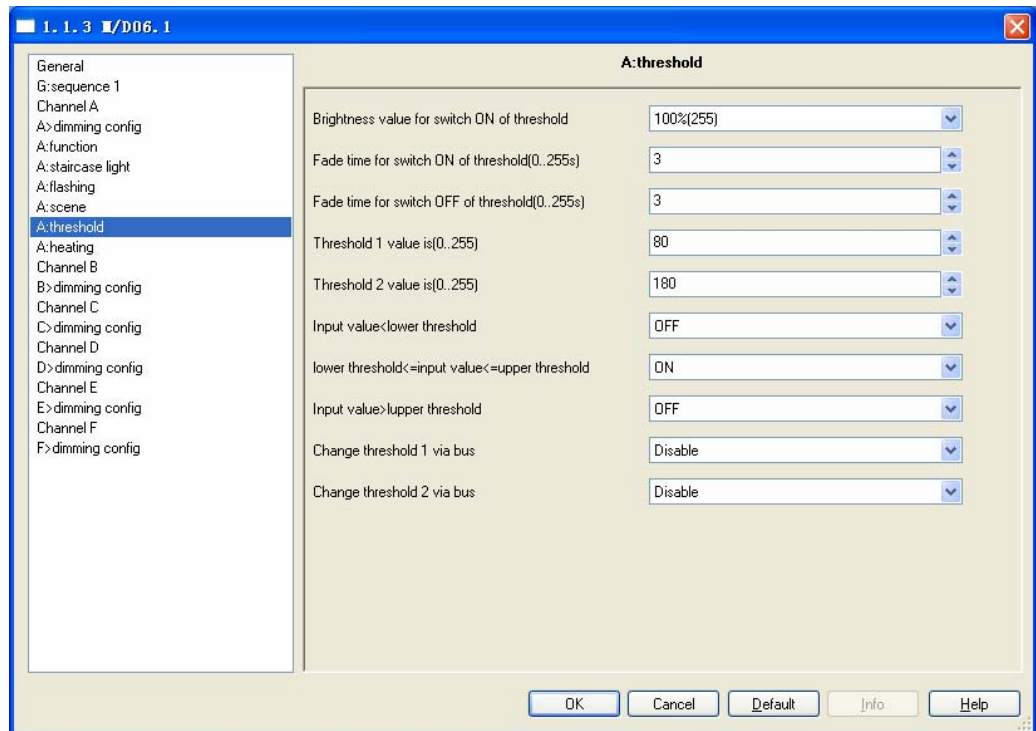 1.1.3 M/D06.1
General
G:sequence 1
Channel A
A>dimming config
A:function
A:staircase light
A:flashing
A:scene
A:threshold
A:heating
Channel B
B>dimming config
Channel C
C>dimming config
Channel D
D>dimming config
Channel E
E>dimming config
Channel F
F>dimming config
A:threshold
Brightness value for switch ON of threshold 100%(255)
Fade time for switch ON of threshold(0..255s) 3
Fade time for switch OFF of threshold(0..255s) 3
Threshold 1 value is(0..255) 80
Threshold 2 value is(0..255) 180
Input value<lower threshold OFF
lower threshold<=input value<=upper threshold ON
Input value>lupper threshold OFF
Change threshold 1 via bus Disable
Change threshold 2 via bus Disable
OK Cancel Default Info Help